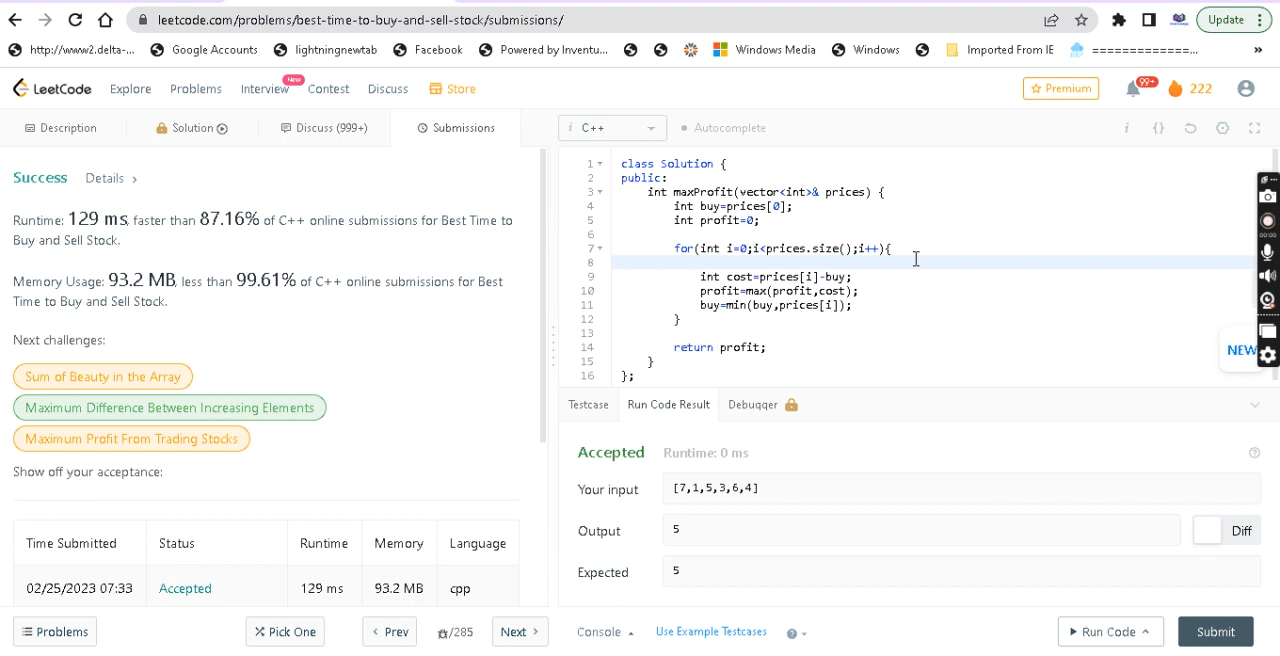 leetcode.com/problems/best-time-to-buy-and-sell-stock/submissions/
Update
http://www2.delta-... Google Accounts lightningnewtab Facebook Powered by Inventu... Windows Media Windows Imported From IE ==============... »
LeetCode Explore Problems Interview New Contest Discuss Store Premium 99+ 222
Description Solution Discuss (999+) Submissions
i C++ Autocomplete
Success Details
Runtime: 129 ms, faster than 87.16% of C++ online submissions for Best Time to
Buy and Sell Stock.
Memory Usage: 93.2 MB, less than 99.61% of C++ online submissions for Best
Time to Buy and Sell Stock.
Next challenges:
Sum of Beauty in the Array
Maximum Difference Between Increasing Elements
Maximum Profit From Trading Stocks
Show off your acceptance:
Time Submitted Status Runtime Memory Language
02/25/2023 07:33 Accepted 129 ms 93.2 MB cpp
1 class Solution {
2 public:
3 int maxProfit(vector<int>& prices) {
4 int buy=prices[0];
5 int profit=0;
6
7 for(int i=0;i<prices.size();i++){
8
9 int cost=prices[i]-buy;
10 profit=max(profit,cost);
11 buy=min(buy,prices[i]);
12 }
13
14 return profit;
15 }
16 };
00:00
NEW
Testcase Run Code Result Debugger
Accepted Runtime: 0 ms
Your input [7,1,5,3,6,4]
Output 5 Diff
Expected 5
Problems Pick One < Prev /285 Next > Console Use Example Testcases ? Run Code Submit